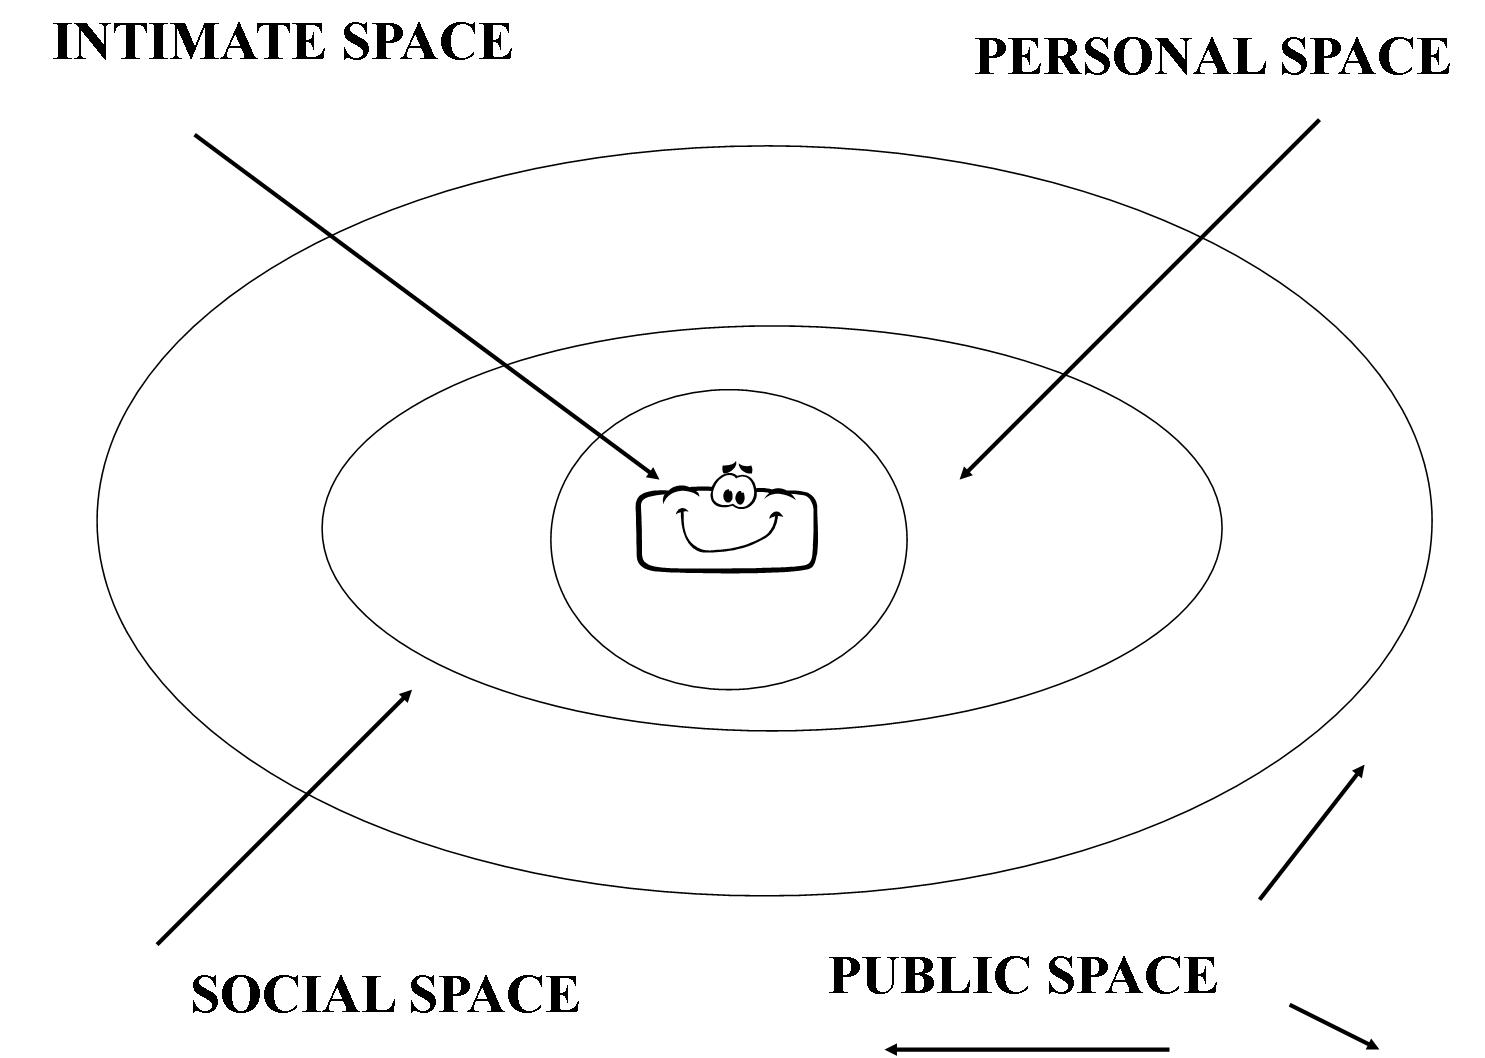 INTIMATE SPACE
PERSONAL SPACE
SOCIAL SPACE
PUBLIC SPACE